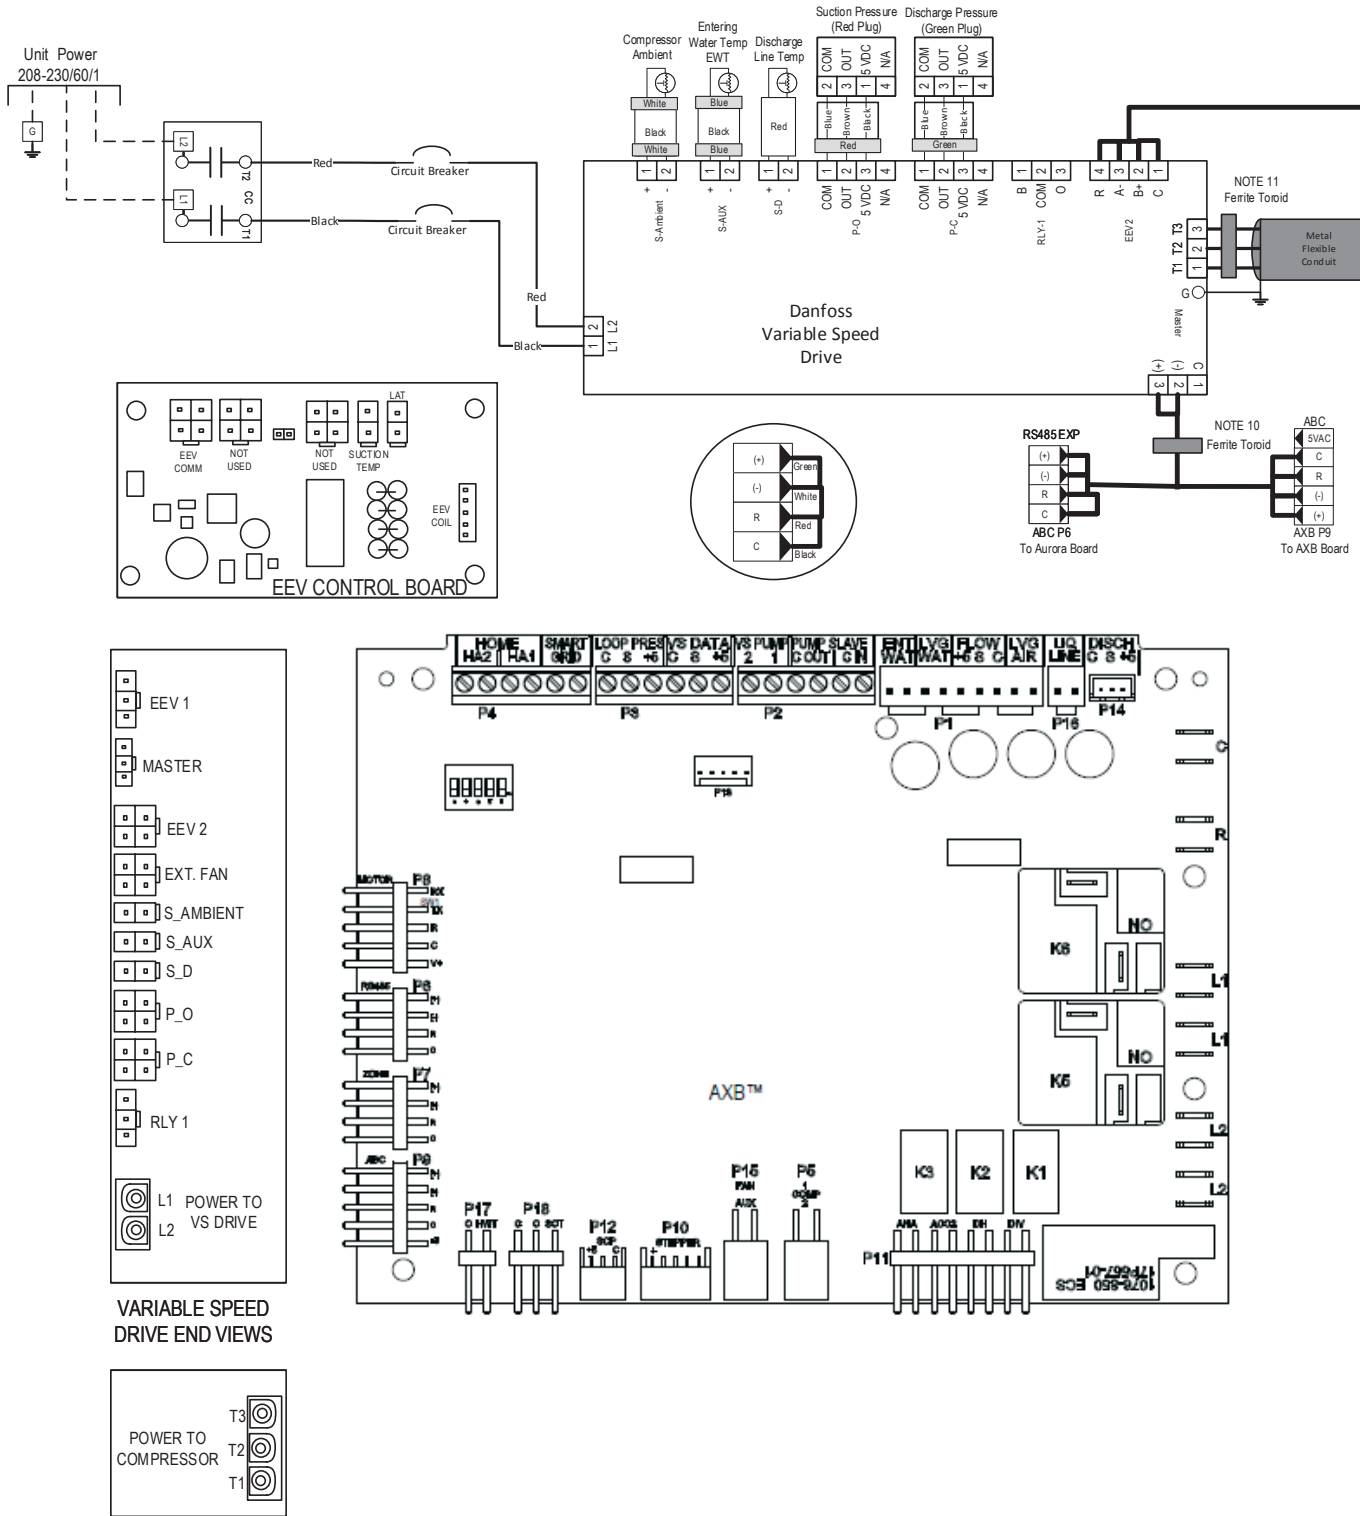 Unit Power
208-230/60/1
G
L2
T2
CC
L1
T1
Red
Circuit Breaker
Black
Circuit Breaker
Red
Black
Compressor
Ambient
Entering
Water Temp
EWT
Discharge
Line Temp
Suction Pressure
(Red Plug)
Discharge Pressure
(Green Plug)
COM
OUT
5 VDC
N/A
2
3
1
4
COM
OUT
5 VDC
N/A
2
3
1
4
White
Black
White
Blue
Black
Blue
Red
Blue
Brown
Black
Red
Blue
Brown
Black
Green
1 2
+ -
S-Ambient
1 2
+ -
S-AUX
1 2
+ -
S-D
1 2 3 4
COM
OUT
5 VDC
N/A
P-O
1 2 3 4
COM
OUT
5 VDC
N/A
P-C
1 2 3
B
COM
O
RLY-1
4 3 2 1
R
A-
B+
C
EEV2
NOTE 11
Ferrite Toroid
T3 3
T2 2
T1 1
G
Metal
Flexible
Conduit
Danfoss
Variable Speed
Drive
2 L2
1 L1
Master
(+)
(-)
C
3 2 1
NOTE 10
Ferrite Toroid
RS485 EXP
(+)
(-)
R
C
ABC P6
To Aurora Board
ABC
5VAC
C
R
(-)
(+)
AXB P9
To AXB Board
(+)
(-)
R
C
Green
White
Red
Black
EEV
COMM
NOT
USED
NOT
USED
SUCTION
TEMP
LAT
EEV
COIL
EEV CONTROL BOARD
EEV 1
MASTER
EEV 2
EXT. FAN
S_AMBIENT
S_AUX
S_D
P_O
P_C
RLY 1
L1
L2
POWER TO
VS DRIVE
VARIABLE SPEED
DRIVE END VIEWS
POWER TO
COMPRESSOR
T3
T2
T1
HOME
HA2 HA1
SMART
GRID
LOOP PRES
C S +5
VS DATA
C S +5
VS PUMP
2 1
PUMP
C OUT
SLAVE
C IN
ENT
WAT
LVG
WAT
FLOW
+5 S C
LVG
AIR
LIQ
LINE
DISCH
C S +5
P4
P3
P2
P1
P16
P14
C
R
MOTOR P8
R
C
V+
RS485 P6
R
C
ZONE P7
R
C
ABC P9
R
C
NO
K6
L1
L1
NO
K5
L2
L2
AXB™
K3
K2
K1
P17
P18
P12
SCP
+5 C
P10
STEPPER
P15
FAN
AUX
P5
1
COMP
2
P11
ANA ACC2 DH DIV
1076-850 ECS